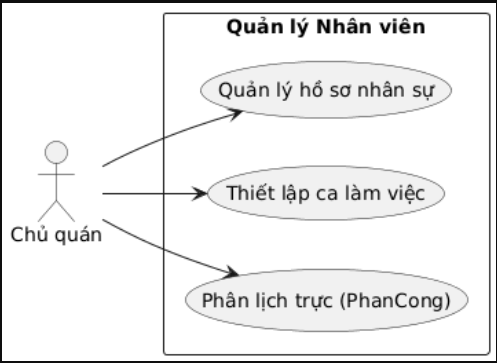 Quản lý Nhân viên
Quản lý hồ sơ nhân sự
Thiết lập ca làm việc
Chủ quán
Phân lịch trực (PhanCong)